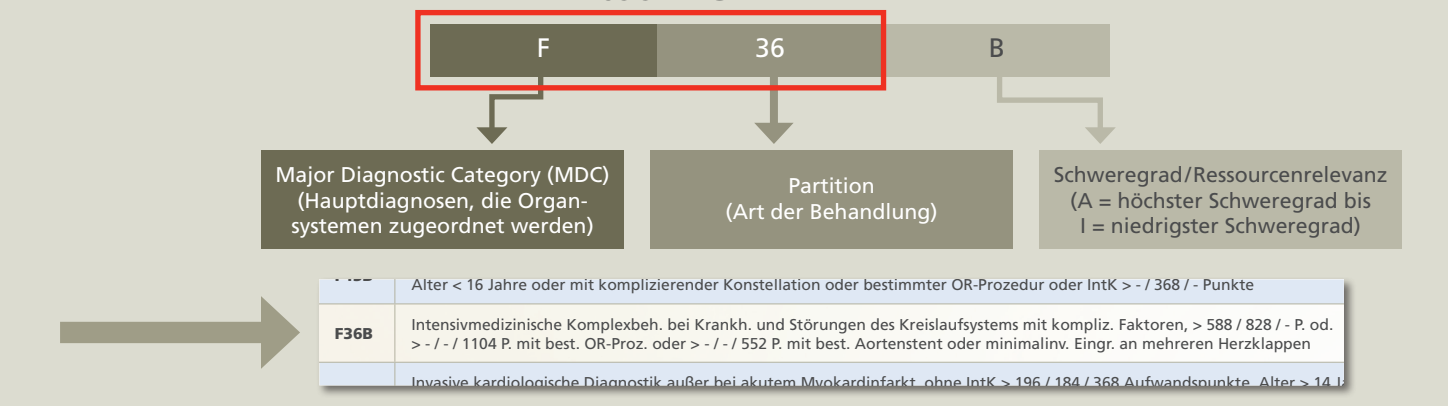 F
36
B
Major Diagnostic Category (MDC)
(Hauptdiagnosen, die Organ-
systemen zugeordnet werden)
Partition
(Art der Behandlung)
Schweregrad/Ressourcenrelevanz
(A = höchster Schweregrad bis
I = niedrigster Schweregrad)
Alter < 16 Jahre oder mit komplizierender Konstellation oder bestimmter OR-Prozedur oder IntK > - / 368 / - Punkte
F36B
Intensivmedizinische Komplexbeh. bei Krankh. und Störungen des Kreislaufsystems mit kompliz. Faktoren, > 588 / 828 / - P. od.
> - / - / 1104 P. mit best. OR-Proz. oder > - / - / 552 P. mit best. Aortenstent oder minimalinv. Eingr. an mehreren Herzklappen
Invasive kardiologische Diagnostik außer bei akutem Myokardinfarkt, ohne IntK > 196 / 184 / 368 Aufwandspunkte, Alter > 14